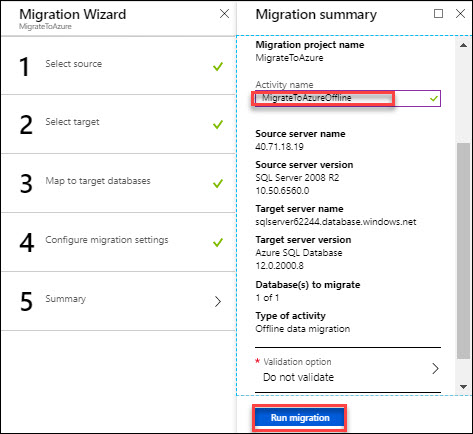 Migration Wizard
MigrateToAzure
1 Select source
2 Select target
3 Map to target databases
4 Configure migration settings
5 Summary
Migration summary
Migration project name
MigrateToAzure
Activity name
MigrateToAzureOffline
Source server name
40.71.18.19
Source server version
SQL Server 2008 R2
10.50.6560.0
Target server name
sqlserver62244.database.windows.net
Target server version
Azure SQL Database
12.0.2000.8
Database(s) to migrate
1 of 1
Type of activity
Offline data migration
* Validation option
Do not validate
Run migration